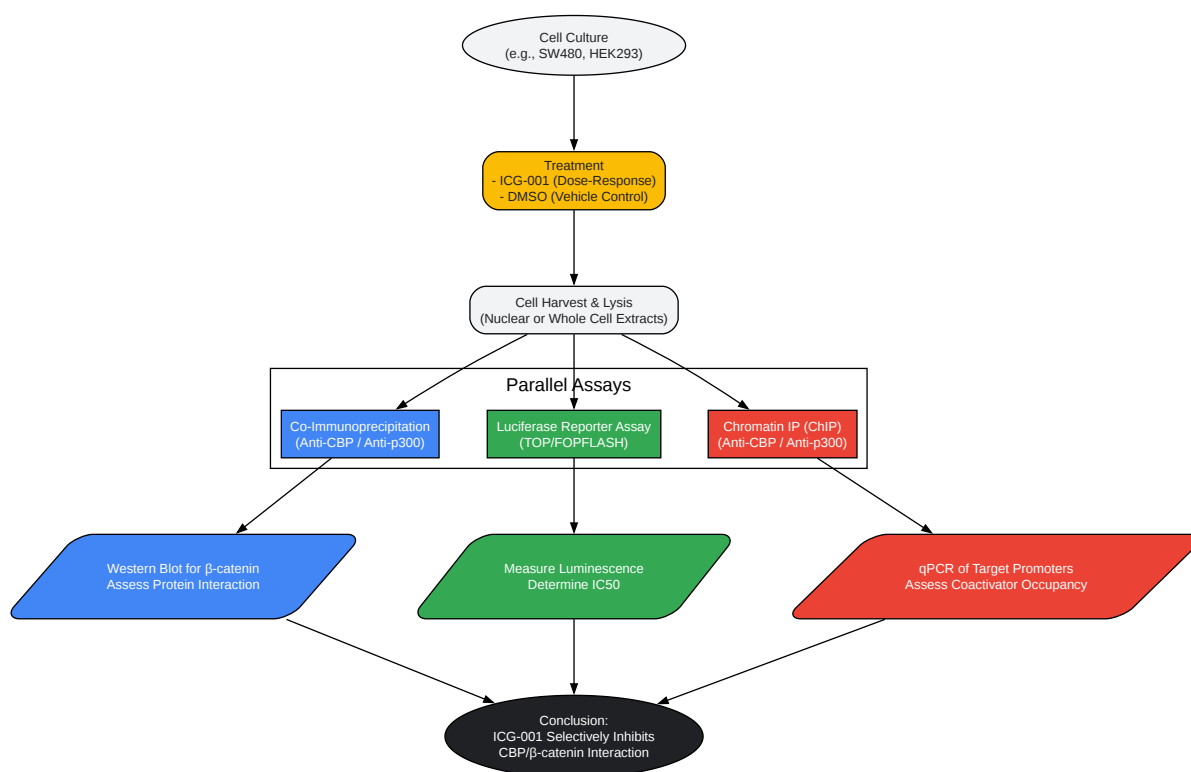 Cell Culture
(e.g., SW480, HEK293)
Treatment
- ICG-001 (Dose-Response)
- DMSO (Vehicle Control)
Cell Harvest & Lysis
(Nuclear or Whole Cell Extracts)
Parallel Assays
Co-Immunoprecipitation
(Anti-CBP / Anti-p300)
Luciferase Reporter Assay
(TOP/FOPFLASH)
Chromatin IP (ChIP)
(Anti-CBP / Anti-p300)
Western Blot for β-catenin
Assess Protein Interaction
Measure Luminescence
Determine IC50
qPCR of Target Promoters
Assess Coactivator Occupancy
Conclusion:
ICG-001 Selectively Inhibits
CBP/β-catenin Interaction